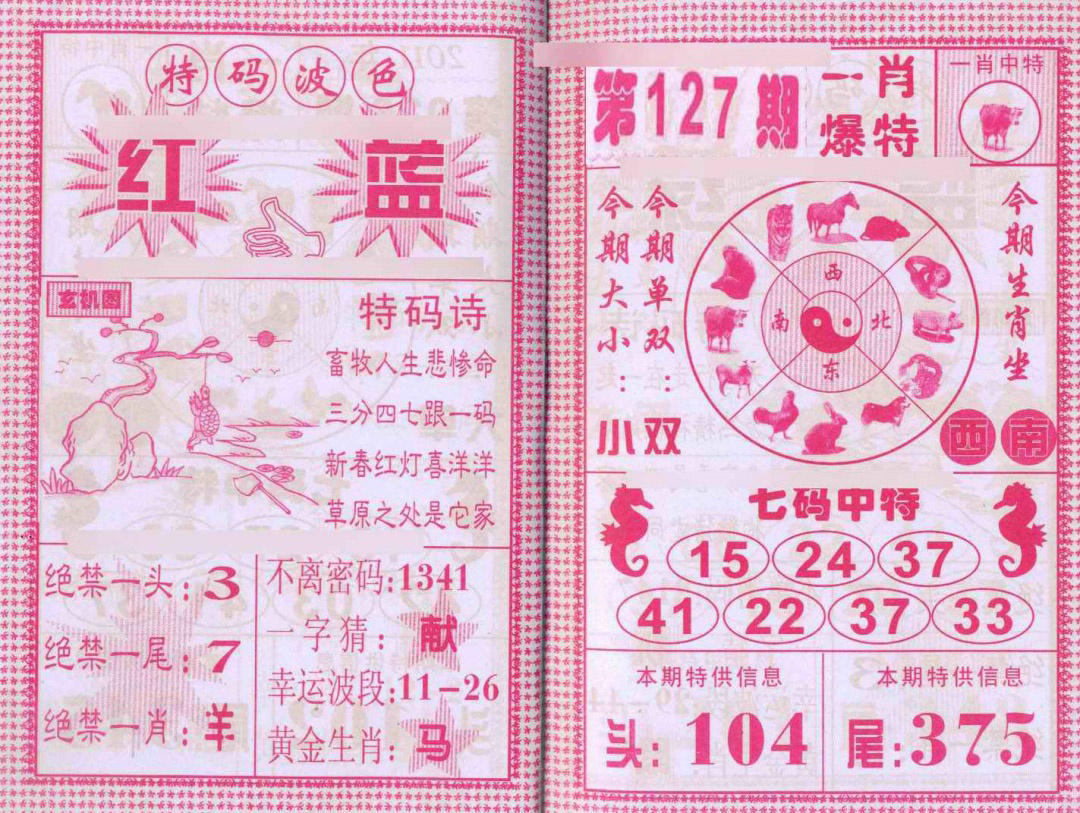 特码波色
红 蓝
玄机图
特码诗
畜牧人生悲惨命
三分四七跟一码
新春红灯喜洋洋
草原之处是它家
绝禁一头:3
绝禁一尾:7
绝禁一肖:羊
不离密码:1341
一字猜:献
幸运波段:11-26
黄金生肖:马
第127期
一肖
爆特
一肖中特
今期大小:小
今期单双:双
西
南 北
东
今期生肖坐
西南
七码中特
15 24 37
41 22 37 33
本期特供信息
头:104
本期特供信息
尾:375